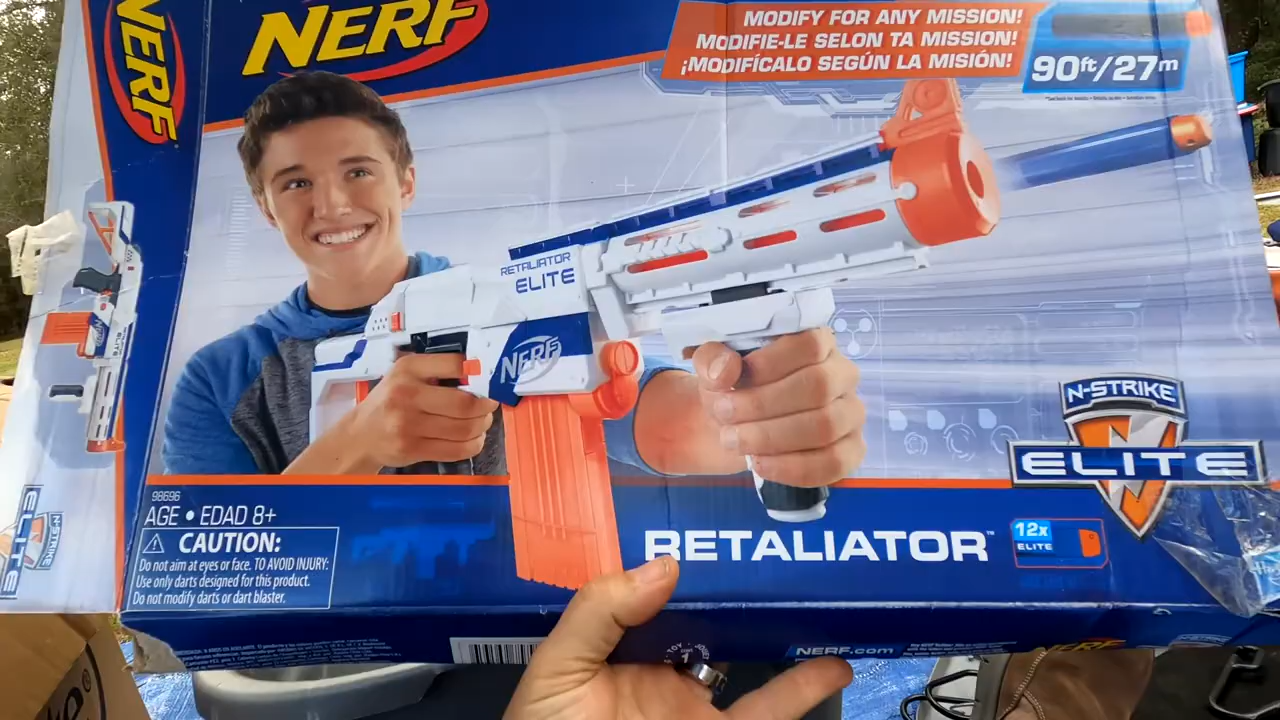 NERF
NERF
MODIFY FOR ANY MISSION!
MODIFIE-LE SELON TA MISSION!
¡MODIFÍCALO SEGÚN LA MISIÓN!
90ft/27m
RETALIATOR
ELITE
NERF
N-STRIKE
ELITE
98696
AGE • EDAD 8+
CAUTION:
Do not aim at eyes or face. TO AVOID INJURY:
Use only darts designed for this product.
Do not modify darts or dart blaster.
RETALIATOR™
12x
ELITE
N-STRIKE
ELITE
NERF.com
NERF